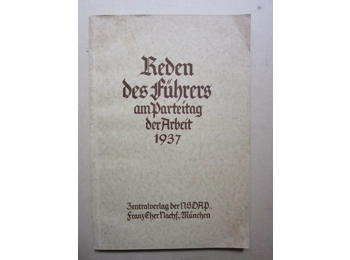 Reden
des Führers
am Parteitag
der Arbeit
1937
Zentralverlag der NSDAP.
Franz Eher Nachf., München